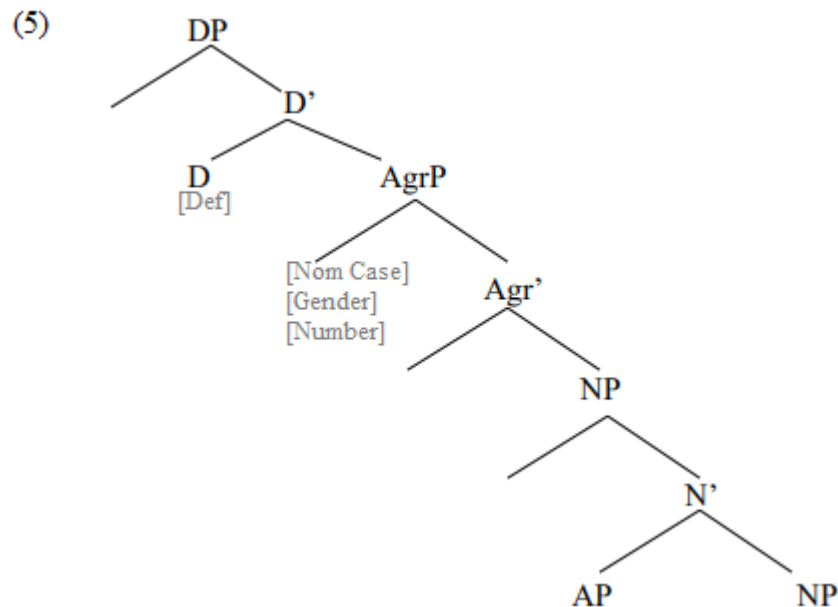 (5)
DP
D’
D
AgrP
[Def]
[Nom Case]
Agr’
[Gender]
[Number]
NP
N’
AP NP